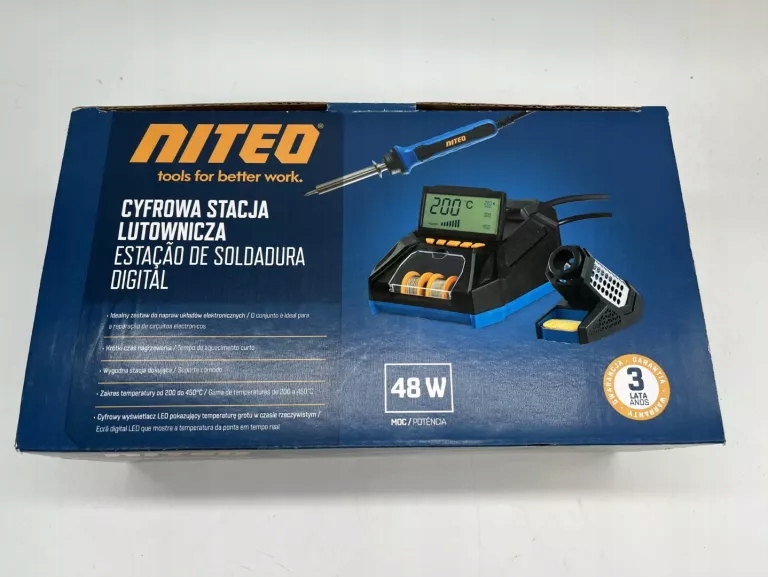 NITEO®
tools for better work.
CYFROWA STACJA
LUTOWNICZA
ESTAÇÃO DE SOLDADURA
DIGITAL
• Idealny zestaw do napraw układów elektronicznych / O conjunto é ideal para
a reparação de circuitos electrónicos
• Krótki czas nagrzewania / Tempo de aquecimento curto
• Wygodna stacja dokująca / Suporte cómodo
• Zakres temperatury od 200 do 450°C / Gama de temperaturas de 200 a 450°C
• Cyfrowy wyświetlacz LED pokazujący temperaturę grotu w czasie rzeczywistym /
Ecrã digital LED que mostra a temperatura da ponta em tempo real
NITEO
200 °C
48 W
MOC / POTÊNCIA
GWARANCJA • GARANTIA • WARRANTY
3
LATA
ANOS